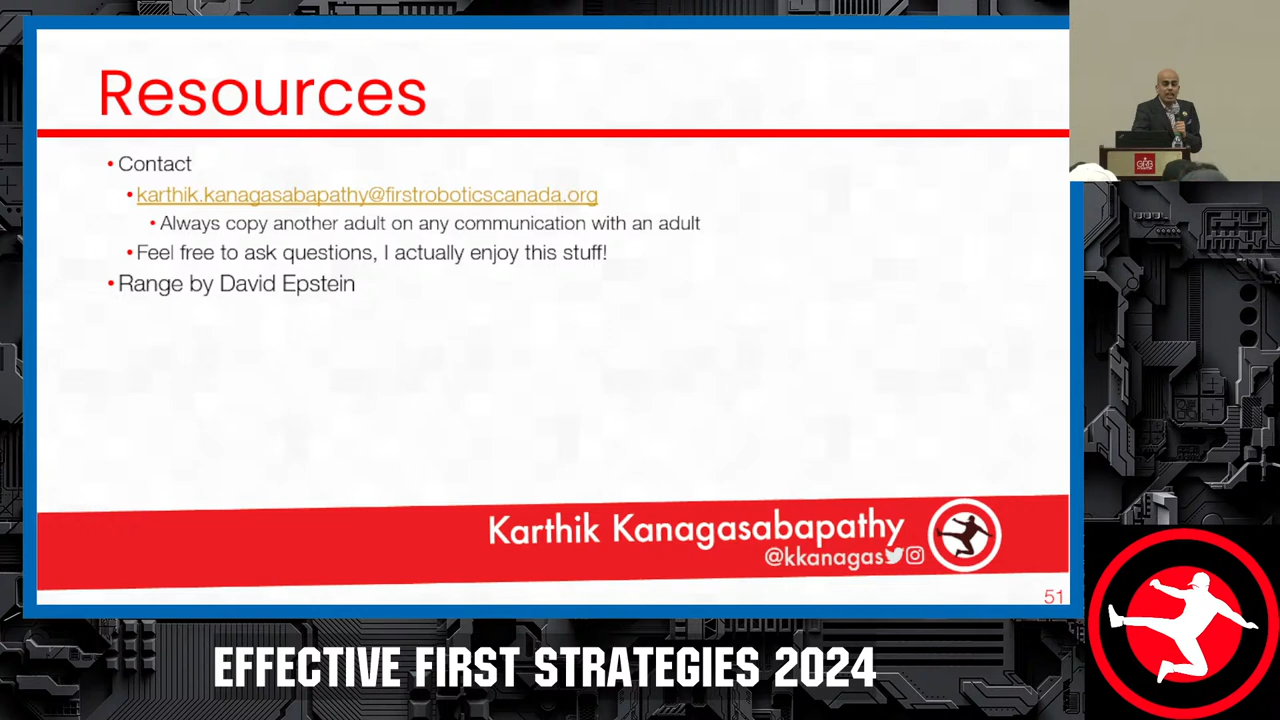 Resources
• Contact
• karthik.kanagasabapathy@firstroboticscanada.org
• Always copy another adult on any communication with an adult
• Feel free to ask questions, I actually enjoy this stuff!
• Range by David Epstein
Karthik Kanagasabapathy
@kkanagas
51
GRB
EFFECTIVE FIRST STRATEGIES 2024